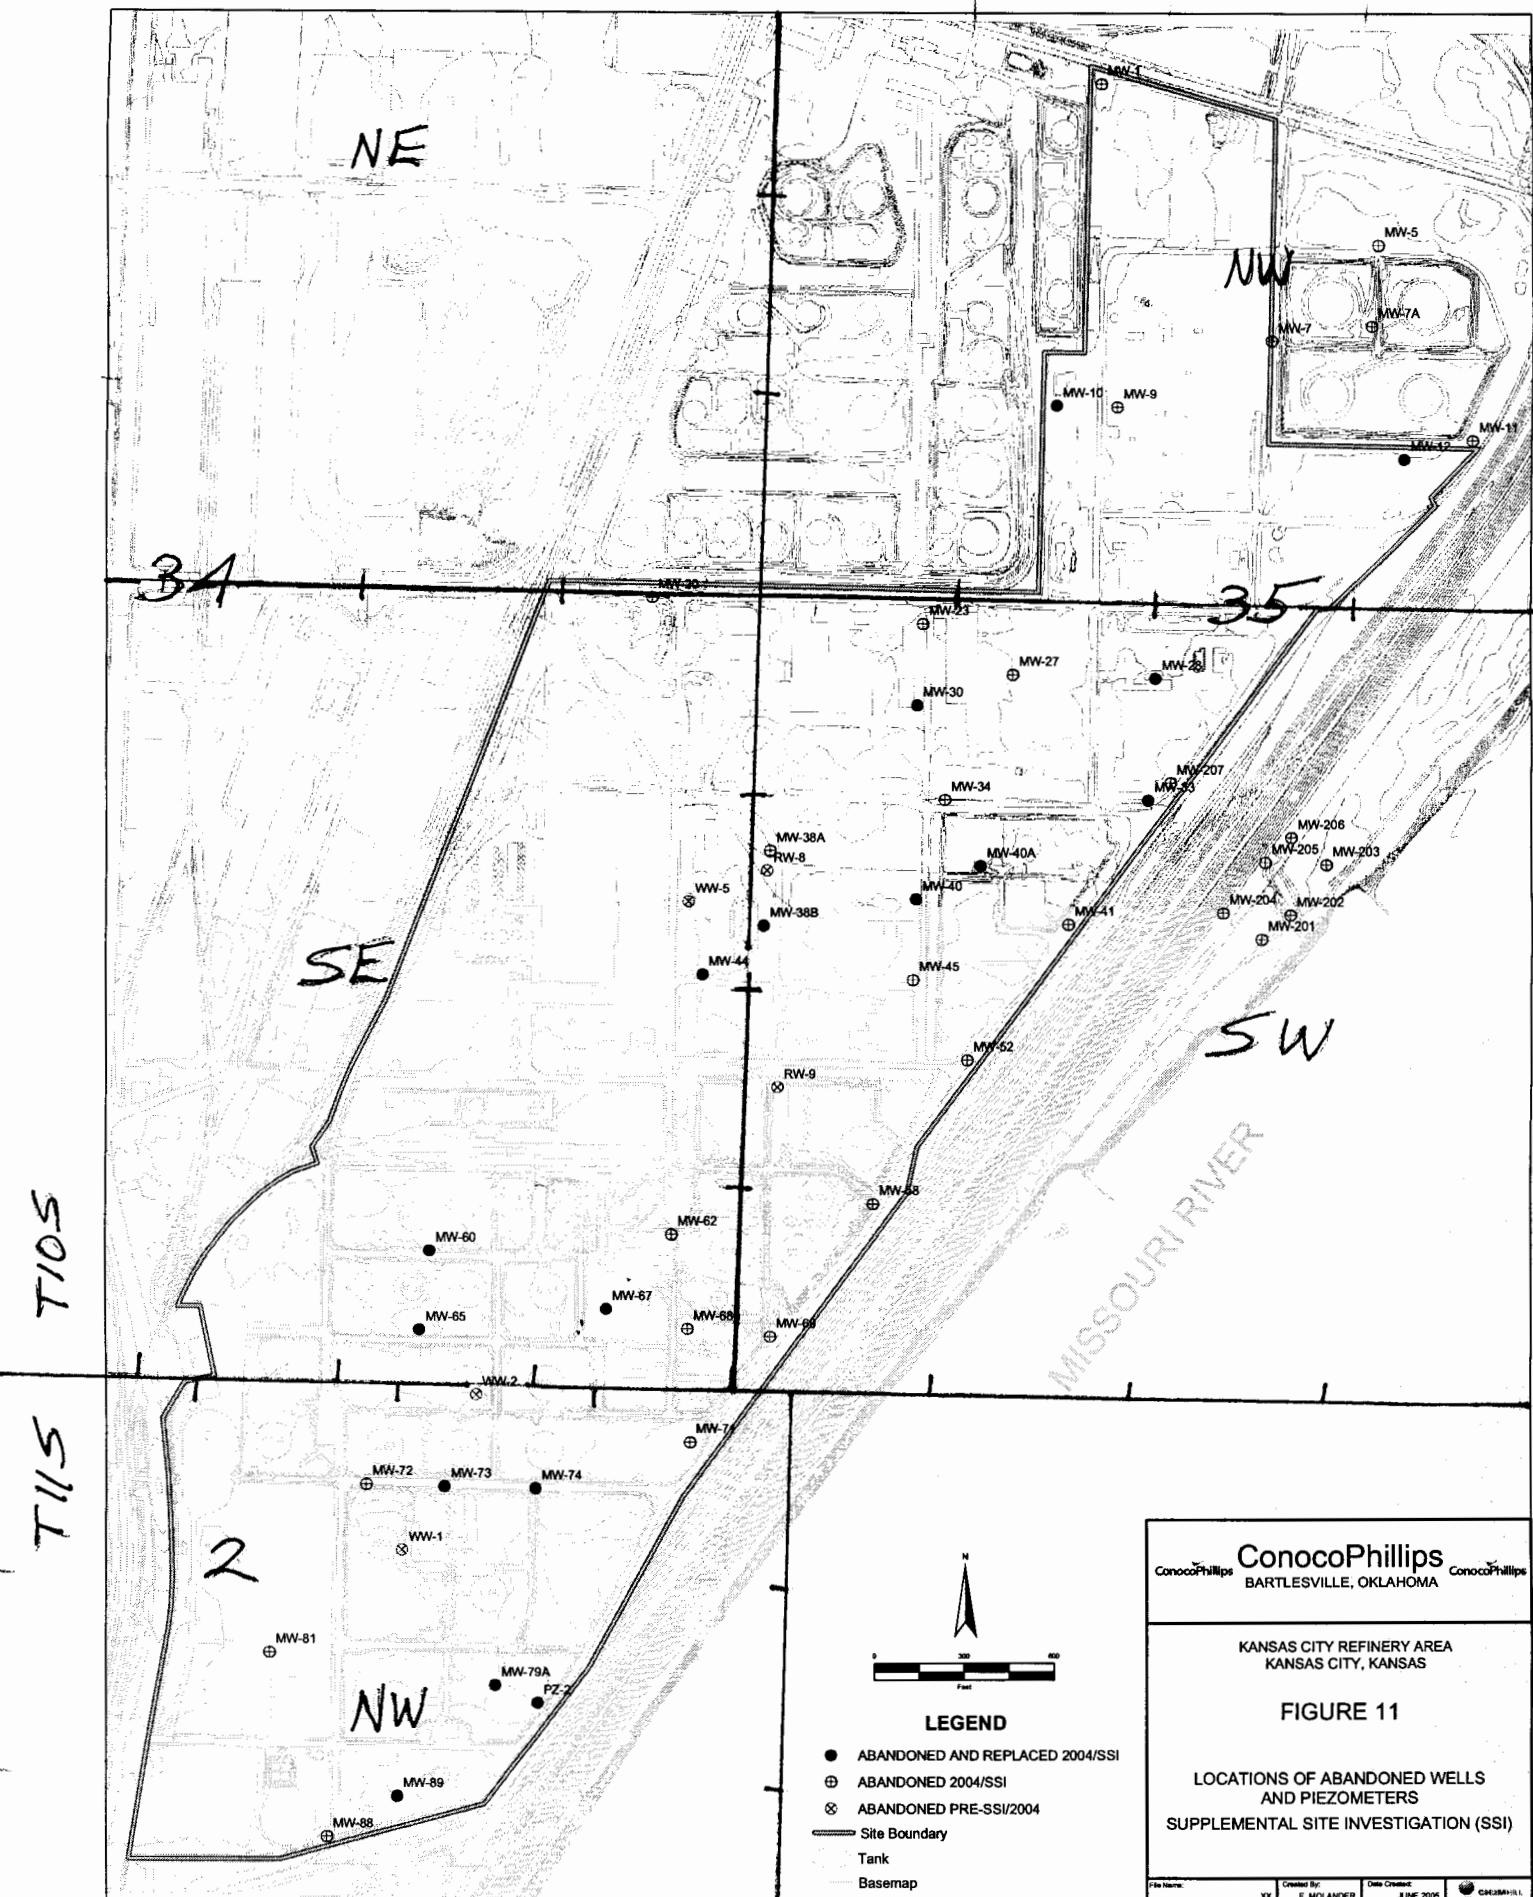 NE
MW-1
MW-5
NW
MW-7A
MW-7
MW-10
MW-9
MW-11
MW-12
34
MW-20
35
MW-23
MW-27
MW-28
MW-30
MW-207
MW-34
MW-33
MW-206
MW-38A
MW-205
MW-203
RW-8
MW-40A
WW-5
MW-40
MW-204
MW-202
MW-38B
MW-41
MW-201
SE
MW-44
MW-45
SW
MW-52
RW-9
MISSOURI RIVER
T10S
MW-58
MW-62
MW-60
MW-67
MW-65
MW-68
MW-69
WW-2
T11S
MW-71
MW-72
MW-73
MW-74
2
WW-1
MW-81
MW-79A
PZ-2
NW
MW-89
MW-88
N
0 300 600
Feet
LEGEND
ABANDONED AND REPLACED 2004/SSI
ABANDONED 2004/SSI
ABANDONED PRE-SSI/2004
Site Boundary
Tank
Basemap
ConocoPhillips ConocoPhillips ConocoPhillips
BARTLESVILLE, OKLAHOMA
KANSAS CITY REFINERY AREA
KANSAS CITY, KANSAS
FIGURE 11
LOCATIONS OF ABANDONED WELLS
AND PIEZOMETERS
SUPPLEMENTAL SITE INVESTIGATION (SSI)
File Name: Created By: Date Created:
XX E. MOLANDER JUNE 2005 CH2MHILL